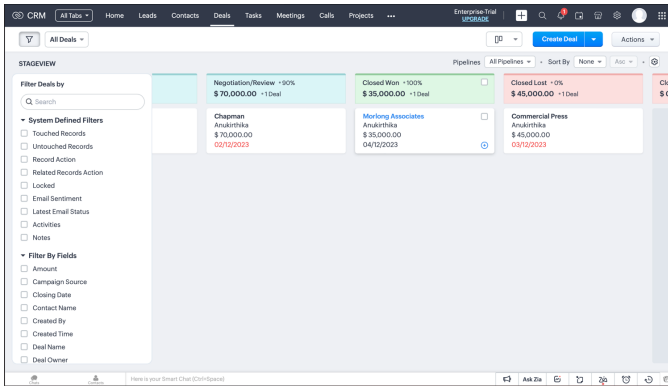 CRM All Tabs Home Leads Contacts Deals Tasks Meetings Calls Projects ••• Enterprise-Trial
UPGRADE
All Deals Create Deal Actions
STAGEVIEW Pipelines All Pipelines Sort By None Asc
Filter Deals by
Search
System Defined Filters
Touched Records
Untouched Records
Record Action
Related Records Action
Locked
Email Sentiment
Latest Email Status
Activities
Notes
Filter By Fields
Amount
Campaign Source
Closing Date
Contact Name
Created By
Created Time
Deal Name
Deal Owner
Negotiation/Review • 90%
$ 70,000.00 • 1 Deal
Chapman
Anukirthika
$ 70,000.00
02/12/2023
Closed Won • 100%
$ 35,000.00 • 1 Deal
Morlong Associates
Anukirthika
$ 35,000.00
04/12/2023
Closed Lost • 0%
$ 45,000.00 • 1 Deal
Commercial Press
Anukirthika
$ 45,000.00
03/12/2023
Chats Contacts Here is your Smart Chat (Ctrl+Space) Ask Zia